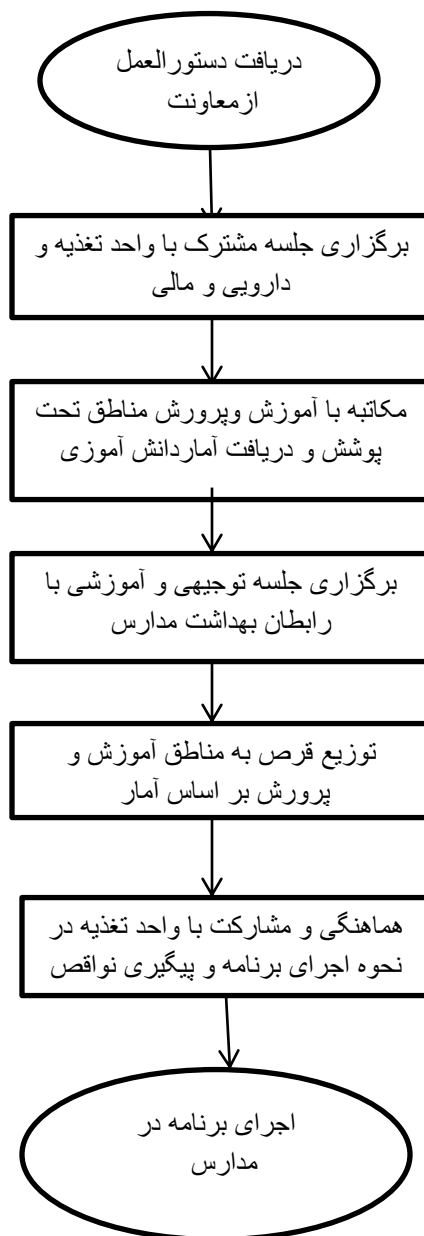 دریافت دستورالعمل
ازمعاونت
برگزاری جلسه مشترک با واحد تغذیه و
دارویی و مالی
مکاتبه با آموزش وپرورش مناطق تحت
پوشش و دریافت آماردانش آموزی
برگزاری جلسه توجیهی و آموزشی با
رابطان بهداشت مدارس
توزیع قرص به مناطق آموزش و
پرورش بر اساس آمار
هماهنگی و مشارکت با واحد تغذیه در
نحوه اجرای برنامه و پیگیری نواقص
اجرای برنامه در
مدارس